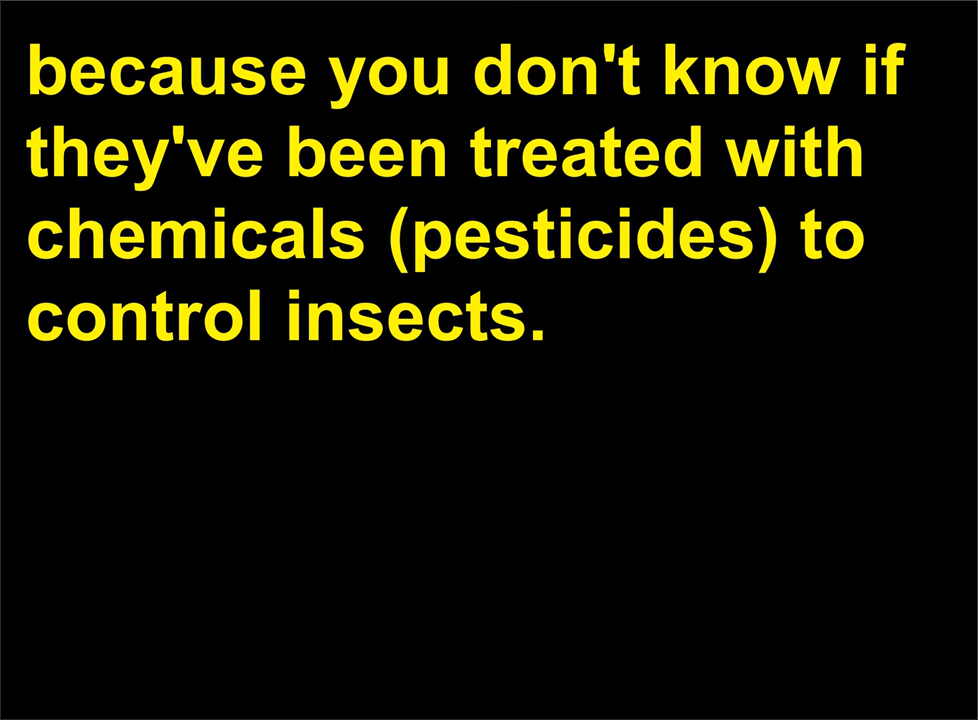 because you don't know if
they've been treated with
chemicals (pesticides) to
control insects.